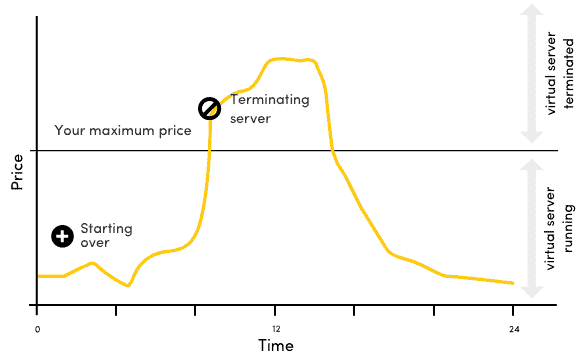 Terminating
server
Your maximum price
Starting
over
Price
0
12
24
Time
virtual server
terminated
virtual server
running